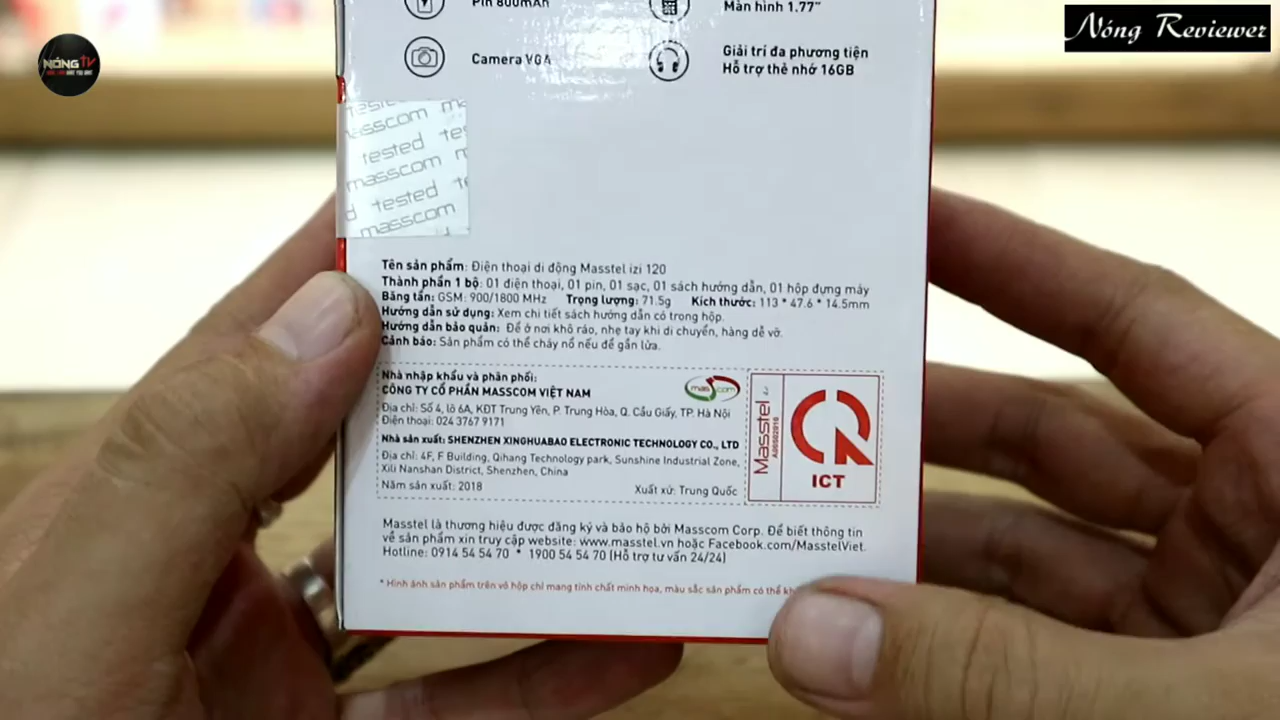 Nóng Reviewer
NÓNG TV
Pin 800mAh
Màn hình 1.77"
Camera VGA
Giải trí đa phương tiện
Hỗ trợ thẻ nhớ 16GB
masscom
tested
masscom
tested
masscom
Tên sản phẩm: Điện thoại di động Masstel izi 120
Thành phần 1 bộ: 01 điện thoại, 01 pin, 01 sạc, 01 sách hướng dẫn, 01 hộp đựng máy
Băng tần: GSM: 900/1800 MHz Trọng lượng: 71.5g Kích thước: 113 * 47.6 * 14.5mm
Hướng dẫn sử dụng: Xem chi tiết sách hướng dẫn có trong hộp.
Hướng dẫn bảo quản: Để ở nơi khô ráo, nhẹ tay khi di chuyển, hàng dễ vỡ.
Cảnh báo: Sản phẩm có thể cháy nổ nếu để gần lửa.
Nhà nhập khẩu và phân phối:
CÔNG TY CỔ PHẦN MASSCOM VIỆT NAM
masscom
Địa chỉ: Số 4, lô 6A, KĐT Trung Yên, P. Trung Hòa, Q. Cầu Giấy, TP. Hà Nội
Điện thoại: 024 3767 9171
Nhà sản xuất: SHENZHEN XINGHUABAO ELECTRONIC TECHNOLOGY CO., LTD
Địa chỉ: 4F, F Building, Qihang Technology park, Sunshine Industrial Zone,
Xili Nanshan District, Shenzhen, China
Năm sản xuất: 2018 Xuất xứ: Trung Quốc
Masstel
A06502010
ICT
Masstel là thương hiệu được đăng ký và bảo hộ bởi Masscom Corp. Để biết thông tin
về sản phẩm xin truy cập website: www.masstel.vn hoặc Facebook.com/MasstelViet.
Hotline: 0914 54 54 70 * 1900 54 54 70 (Hỗ trợ tư vấn 24/24)
* Hình ảnh sản phẩm trên vỏ hộp chỉ mang tính chất minh họa, màu sắc sản phẩm có thể